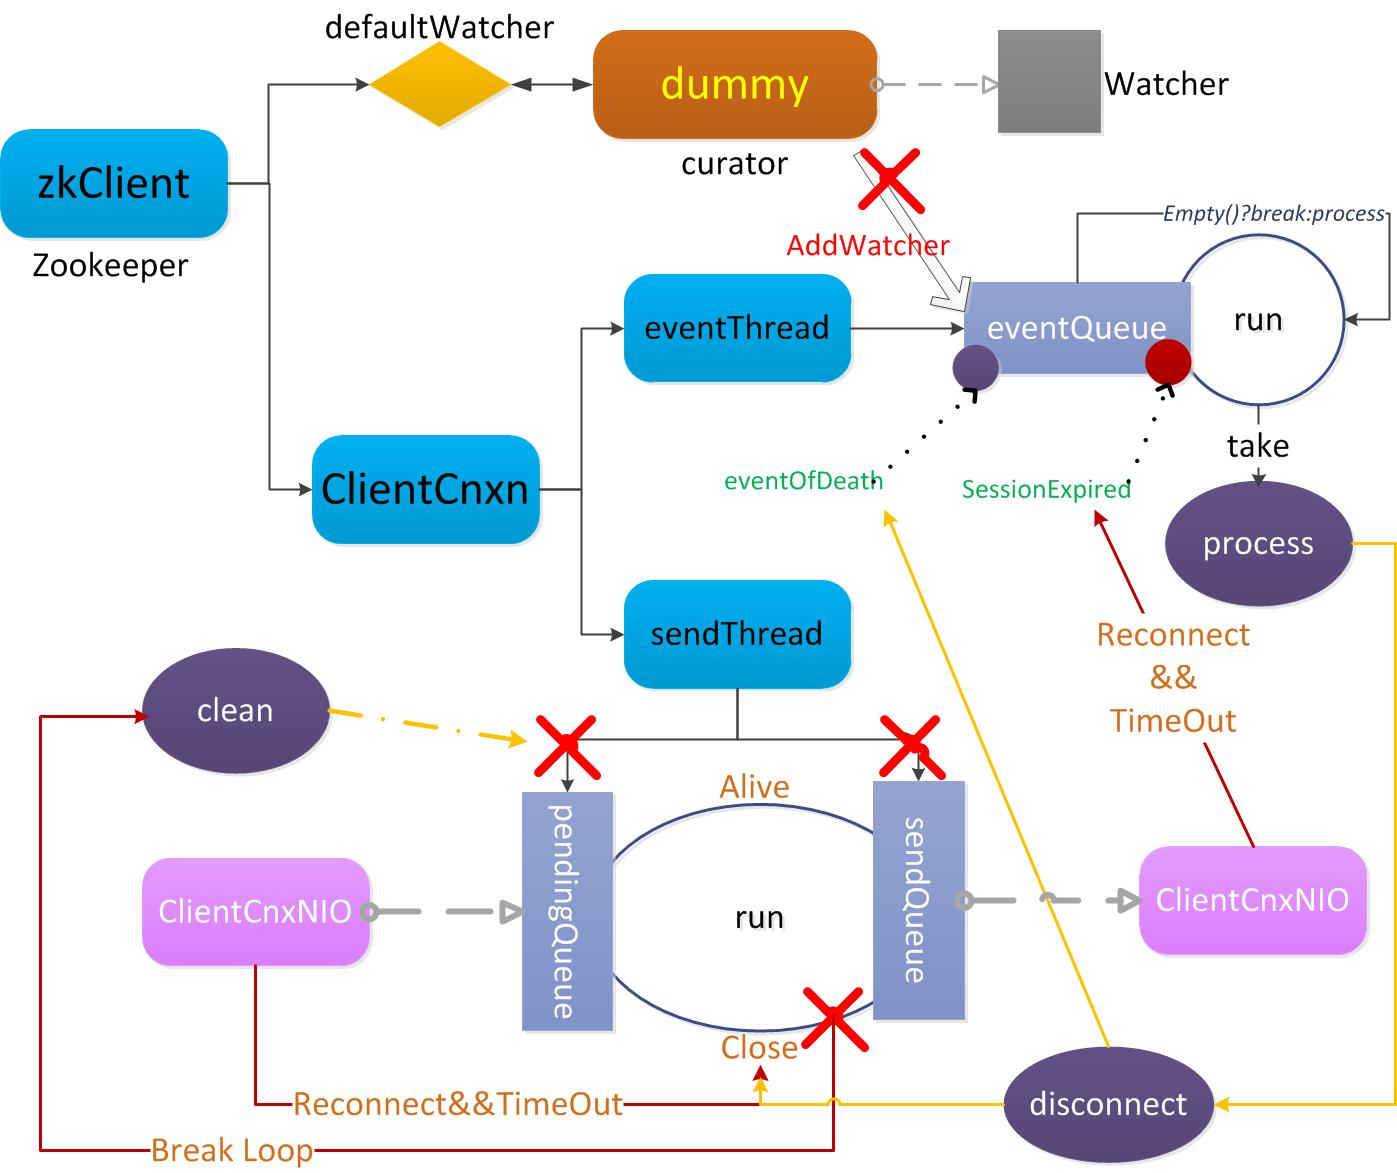 defaultWatcher
dummy
Watcher
curator
zkClient
Zookeeper
AddWatcher
Empty()?break:process
eventThread
eventQueue
run
take
ClientCnxn
eventOfDeath
SessionExpired
process
sendThread
Reconnect
&&
TimeOut
clean
Alive
pendingQueue
sendQueue
run
ClientCnxNIO
ClientCnxNIO
Close
Reconnect&&TimeOut
disconnect
Break Loop